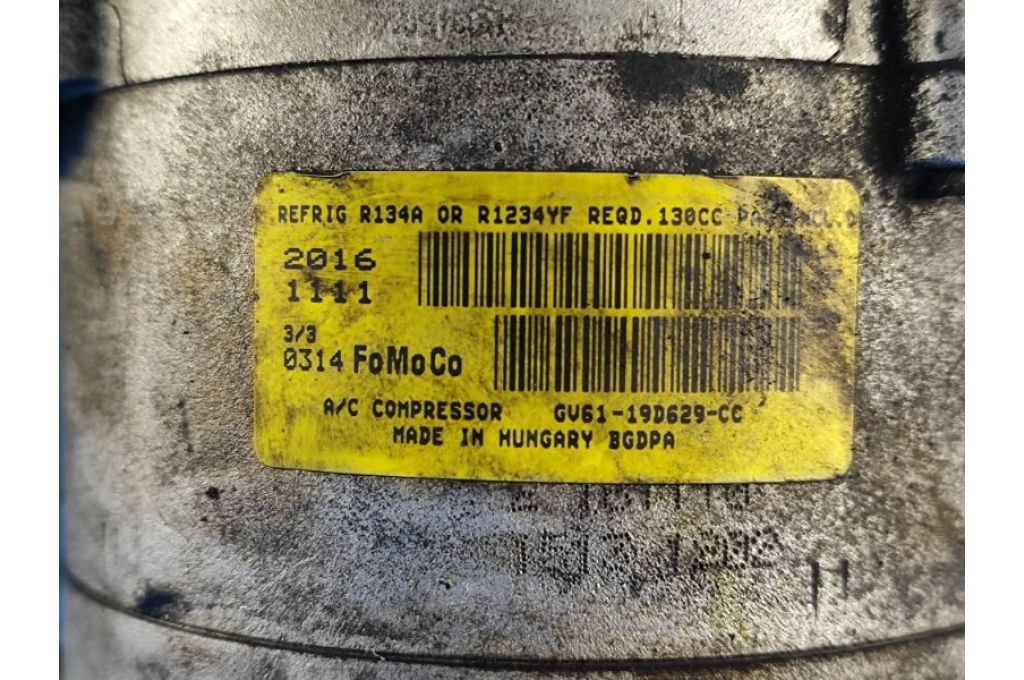 REFRIG R134A OR R1234YF REQD.130CC
2016
1111
3/3
0314 FoMoCo
A/C COMPRESSOR GV61-19D629-CC
MADE IN HUNGARY BGDPA